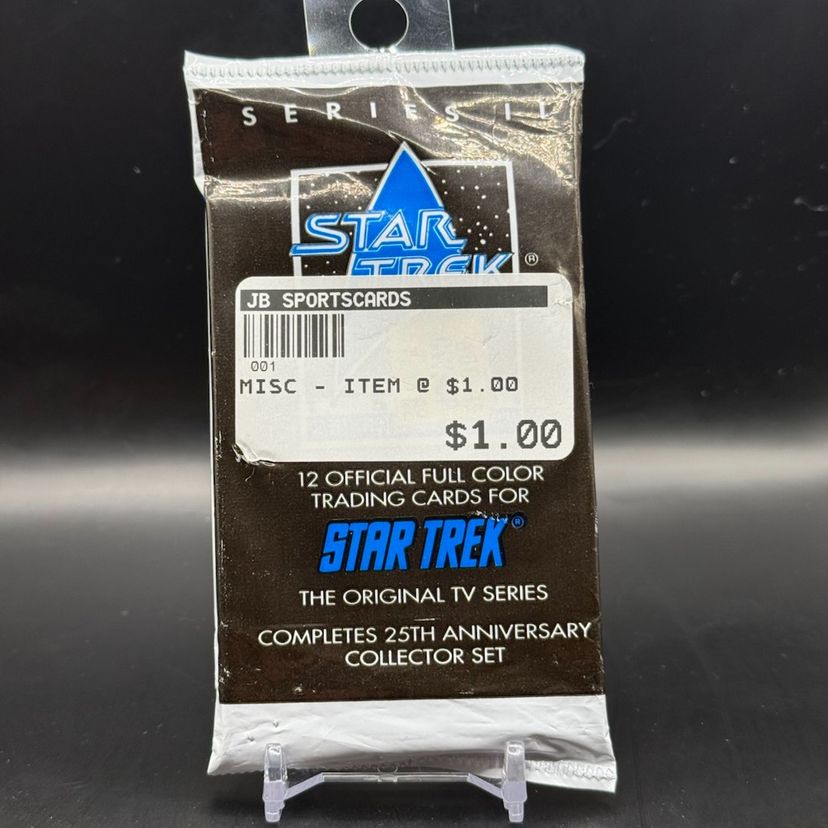 SERIES II
STAR
TREK ®
JB SPORTSCARDS
001
MISC - ITEM @ $1.00
$1.00
12 OFFICIAL FULL COLOR
TRADING CARDS FOR
STAR TREK®
THE ORIGINAL TV SERIES
COMPLETES 25TH ANNIVERSARY
COLLECTOR SET